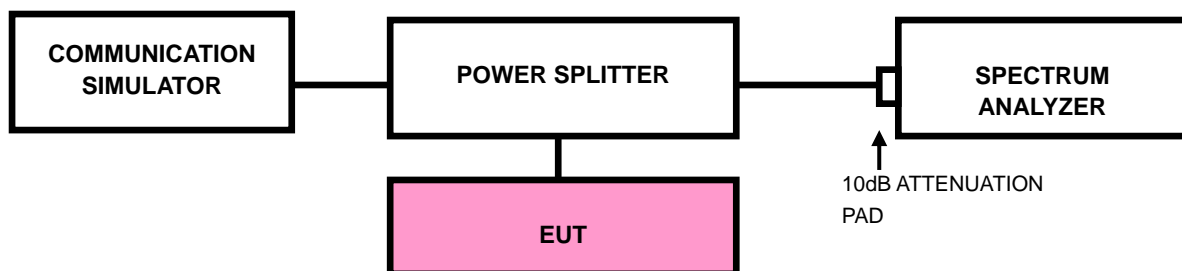 COMMUNICATION
SIMULATOR
POWER SPLITTER
SPECTRUM
ANALYZER
10dB ATTENUATION
PAD
EUT